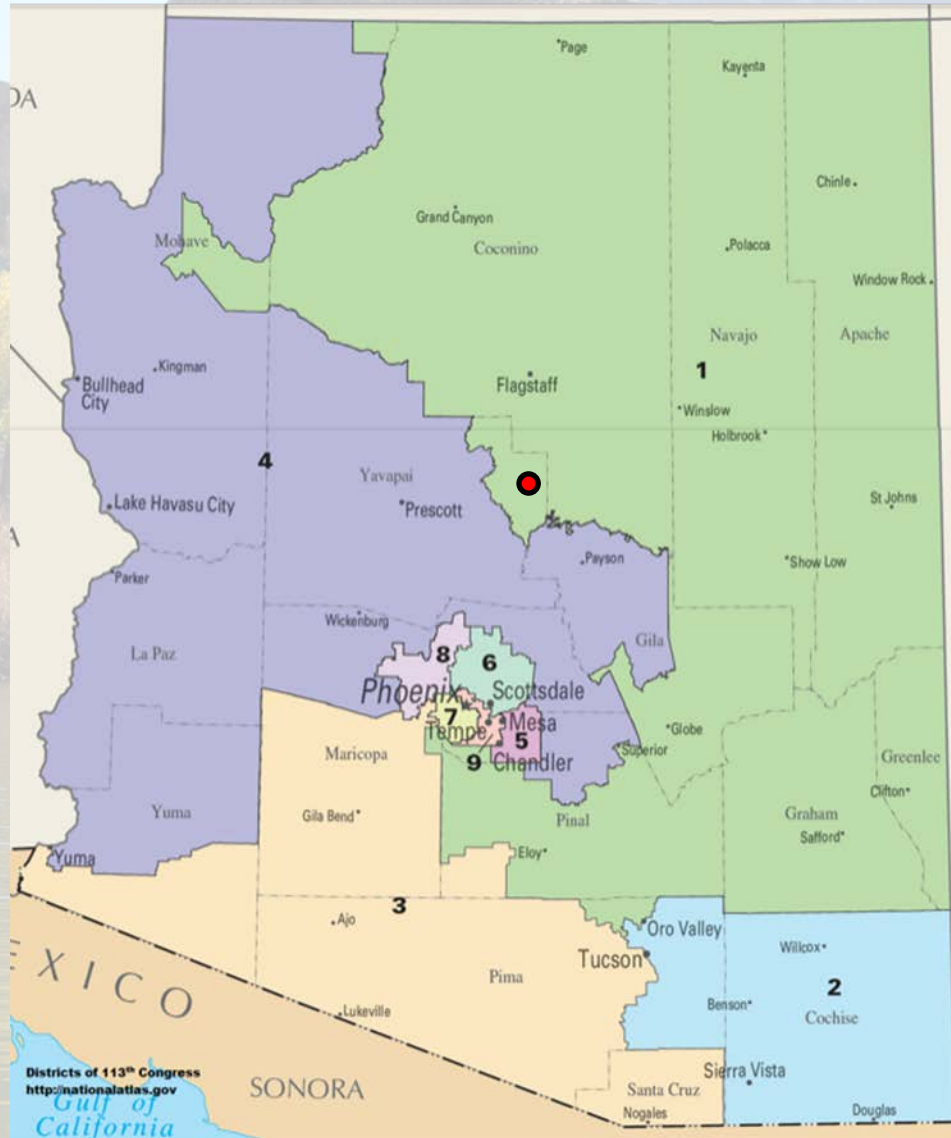 Page
Kayenta
DA
Chinle
Grand Canyon
Mohave
Coconino
Polacca
Window Rock
Navajo
Apache
1
Kingman
Bullhead
City
Flagstaff
Winslow
Holbrook
4
Yavapai
Lake Havasu City
Prescott
St Johns
A
Payson
Show Low
Parker
Wickenburg
La Paz
Gila
8
6
Phoenix
Scottsdale
7
Mesa
Tempe
5
Globe
Superior
9
Chandler
Maricopa
Greenlee
Clifton
Yuma
Gila Bend
Pinal
Graham
Safford
Yuma
Eloy
3
Ajo
Oro Valley
Willcox
Tucson
EXICO
Pima
2
Benson
Cochise
Lukeville
Districts of 113th Congress
http://nationalatlas.gov
Sierra Vista
SONORA
Santa Cruz
Gulf of
California
Nogales
Douglas